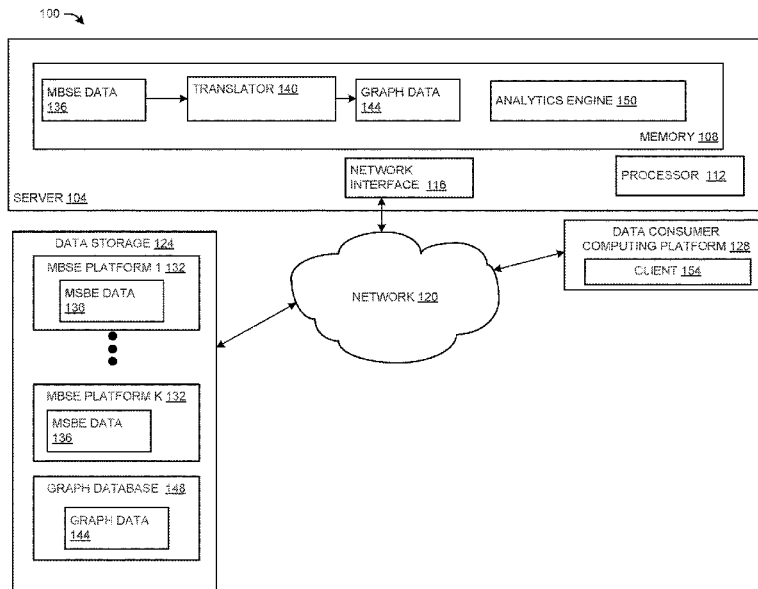 100
MBSE DATA
136
TRANSLATOR 140
GRAPH DATA
144
ANALYTICS ENGINE 150
MEMORY 108
NETWORK
INTERFACE 116
PROCESSOR 112
SERVER 104
DATA STORAGE 124
MBSE PLATFORM 1 132
MSBE DATA
136
MBSE PLATFORM K 132
MSBE DATA
136
GRAPH DATABASE 148
GRAPH DATA
144
NETWORK 120
DATA CONSUMER
COMPUTING PLATFORM 128
CLIENT 154